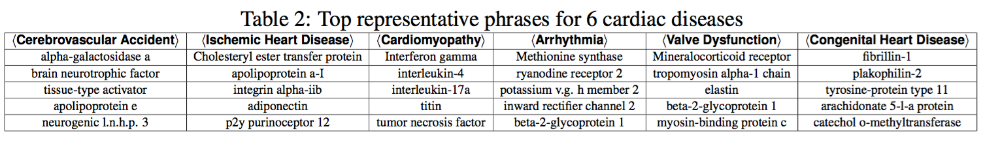 Table 2: Top representative phrases for 6 cardiac diseases
⟨Cerebrovascular Accident⟩ ⟨Ischemic Heart Disease⟩ ⟨Cardiomyopathy⟩ ⟨Arrhythmia⟩ ⟨Valve Dysfunction⟩ ⟨Congenital Heart Disease⟩
alpha-galactosidase a Cholesteryl ester transfer protein Interferon gamma Methionine synthase Mineralocorticoid receptor fibrillin-1
brain neurotrophic factor apolipoprotein a-I interleukin-4 ryanodine receptor 2 tropomyosin alpha-1 chain plakophilin-2
tissue-type activator integrin alpha-iib interleukin-17a potassium v.g. h member 2 elastin tyrosine-protein type 11
apolipoprotein e adiponectin titin inward rectifier channel 2 beta-2-glycoprotein 1 arachidonate 5-l-a protein
neurogenic l.n.h.p. 3 p2y purinoceptor 12 tumor necrosis factor beta-2-glycoprotein 1 myosin-binding protein c catechol o-methyltransferase